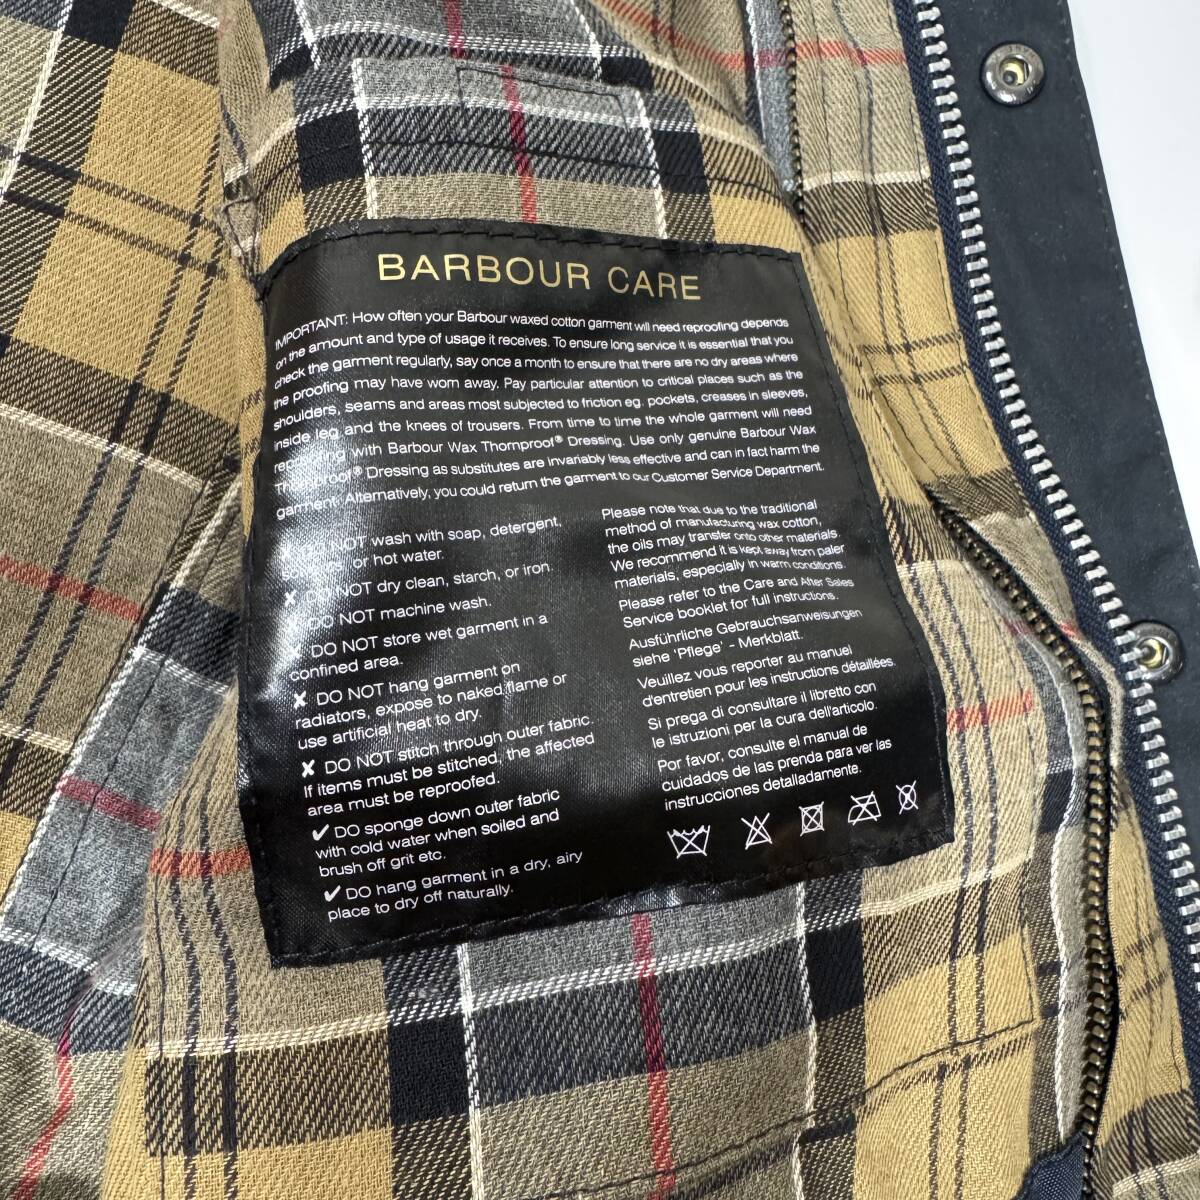 BARBOUR CARE
IMPORTANT: How often your Barbour waxed cotton garment will need reproofing depends
on the amount and type of usage it receives. To ensure long service it is essential that you
check the garment regularly, say once a month to ensure that there are no dry areas where
the proofing may have worn away. Pay particular attention to critical places such as the
shoulders, seams and areas most subjected to friction eg. pockets, creases in sleeves,
inside leg and the knees of trousers. From time to time the whole garment will need
reproofing with Barbour Wax Thornproof® Dressing. Use only genuine Barbour Wax
Thornproof® Dressing as substitutes are invariably less effective and can in fact harm the
garment. Alternatively, you could return the garment to our Customer Service Department.
DO NOT wash with soap, detergent,
or hot water.
✘ DO NOT dry clean, starch, or iron.
DO NOT machine wash.
DO NOT store wet garment in a
confined area.
✘ DO NOT hang garment on
radiators, expose to naked flame or
use artificial heat to dry.
✘ DO NOT stitch through outer fabric.
If items must be stitched, the affected
area must be reproofed.
✔ DO sponge down outer fabric
with cold water when soiled and
brush off grit etc.
✔ DO hang garment in a dry, airy
place to dry off naturally.
Please note that due to the traditional
method of manufacturing wax cotton,
the oils may transfer onto other materials.
We recommend it is kept away from paler
materials, especially in warm conditions.
Please refer to the Care and After Sales
Service booklet for full instructions.
Ausführliche Gebrauchsanweisungen
siehe 'Pflege' - Merkblatt.
Veuillez vous reporter au manuel
d'entretien pour les instructions détaillées.
Si prega di consultare il libretto con
le istruzioni per la cura dell'articolo.
Por favor, consulte el manual de
cuidados de las prenda para ver las
instrucciones detalladamente.